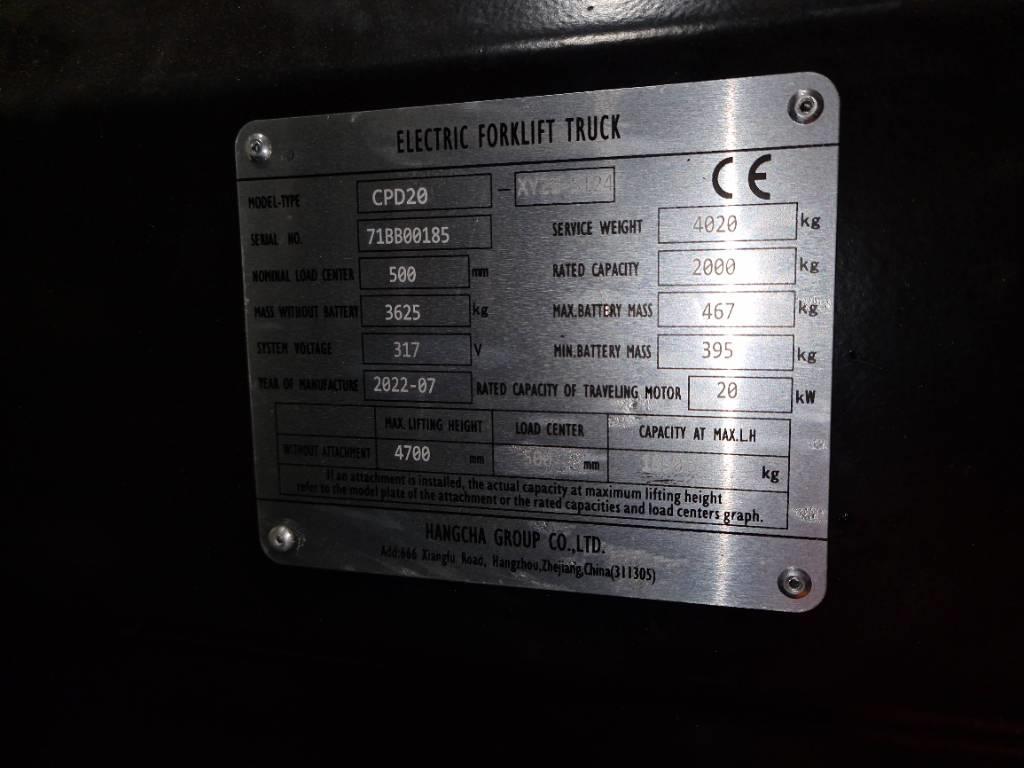 ELECTRIC FORKLIFT TRUCK
CE
MODEL-TYPE CPD20 -
SERIAL NO. 71BB00185 SERVICE WEIGHT 4020 kg
NOMINAL LOAD CENTER 500 mm RATED CAPACITY 2000 kg
MASS WITHOUT BATTERY 3625 kg MAX.BATTERY MASS 467 kg
SYSTEM VOLTAGE 317 V MIN.BATTERY MASS 395 kg
YEAR OF MANUFACTURE 2022-07 RATED CAPACITY OF TRAVELING MOTOR 20 kW
MAX. LIFTING HEIGHT LOAD CENTER CAPACITY AT MAX.L.H
WITHOUT ATTACHMENT 4700 mm mm kg
If an attachment is installed, the actual capacity at maximum lifting height
refer to the model plate of the attachment or the rated capacities and load centers graph.
HANGCHA GROUP CO.,LTD.
Add:666 Xiangfu Road, Hangzhou,Zhejiang,China(311305)